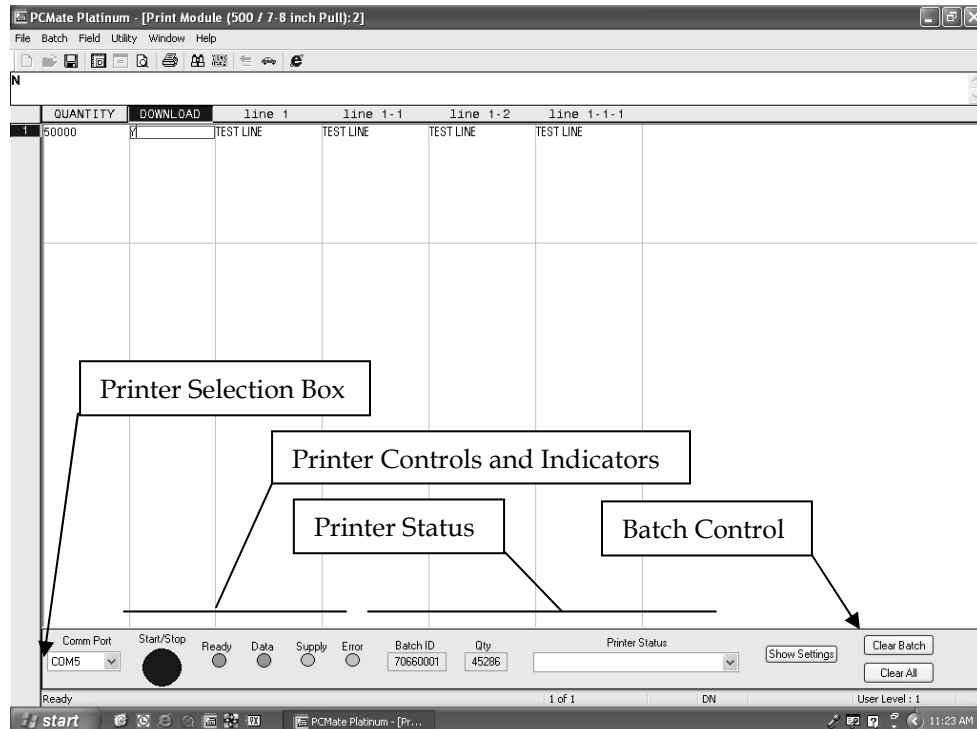 PCMate Platinum - [Print Module (500 / 7-8 inch Pull):2]
File Batch Field Utility Window Help
N
QUANTITY DOWNLOAD line 1 line 1-1 line 1-2 line 1-1-1
1 50000 Y TEST LINE TEST LINE TEST LINE TEST LINE
Printer Selection Box
Printer Controls and Indicators
Printer Status
Batch Control
Comm Port Start/Stop Ready Data Supply Error Batch ID Qty Printer Status
COM5 70660001 45286 Show Settings Clear Batch
Clear All
Ready 1 of 1 DN User Level : 1
start PCMate Platinum - [Pr... 11:23 AM